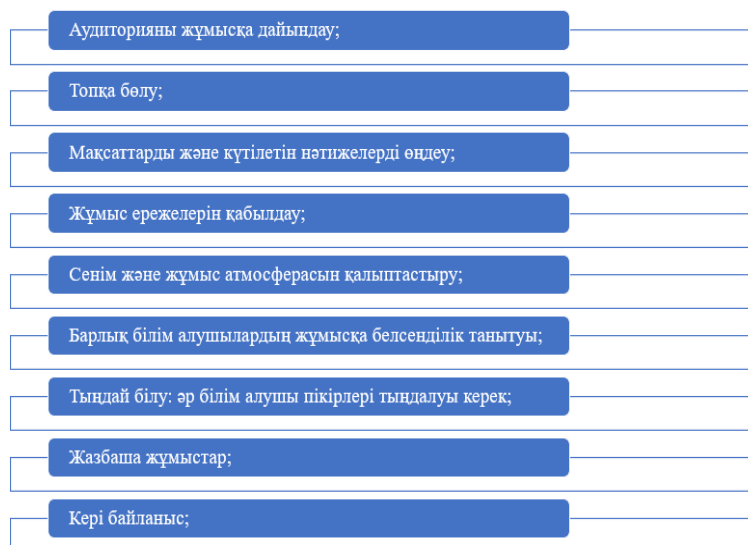 Аудиторияны жұмысқа дайындау;
Топқа бөлу;
Мақсаттарды және күтілетін нәтижелерді өңдеу;
Жұмыс ережелерін қабылдау;
Сенім және жұмыс атмосферасын қалыптастыру;
Барлық білім алушылардың жұмысқа белсенділік танытуы;
Тыңдай білу: әр білім алушы пікірлері тыңдалуы керек;
Жазбаша жұмыстар;
Кері байланыс;